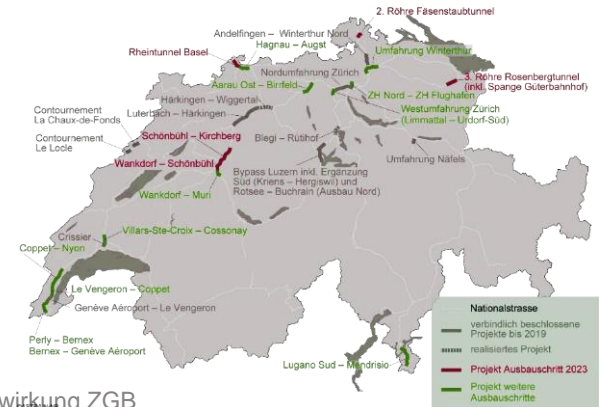 2. Röhre Fäsenstaubtunnel
Andelfingen – Winterthur Nord
Hagnau – Augst
Umfahrung Winterthur
Rheintunnel Basel
Nordumfahrung Zürich
Aarau Ost – Birrfeld
ZH Nord – ZH Flughafen
3. Röhre Rosenbergtunnel
(inkl. Spange Güterbahnhof)
Härkingen – Wiggertal
Luterbach – Härkingen
Westumfahrung Zürich
(Limmattal – Urdorf-Süd)
Contournement
La Chaux-de-Fonds
Schönbühl – Kirchberg
Blegi – Rütihof
Contournement
Le Locle
Wankdorf – Schönbühl
Umfahrung Näfels
Bypass Luzern inkl. Ergänzung
Süd (Kriens – Hergiswil) und
Rotsee – Buchrain (Ausbau Nord)
Wankdorf – Muri
Villars-Ste-Croix – Cossonay
Crissier
Coppet – Nyon
Le Vengeron – Coppet
Genève Aéroport – Le Vengeron
Perly – Bernex
Bernex – Genève Aéroport
Lugano Sud – Mendrisio
Nationalstrasse
verbindlich beschlossene
Projekte bis 2019
realisiertes Projekt
Projekt Ausbauschritt 2023
Projekt weitere
Ausbauschritte
wirkung ZGB